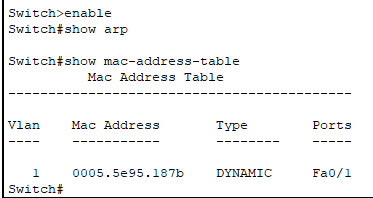 Switch>enable
Switch#show arp
Switch#show mac-address-table
Mac Address Table
-------------------------------------------
Vlan Mac Address Type Ports
---- ----------- -------- -----
1 0005.5e95.187b DYNAMIC Fa0/1
Switch#